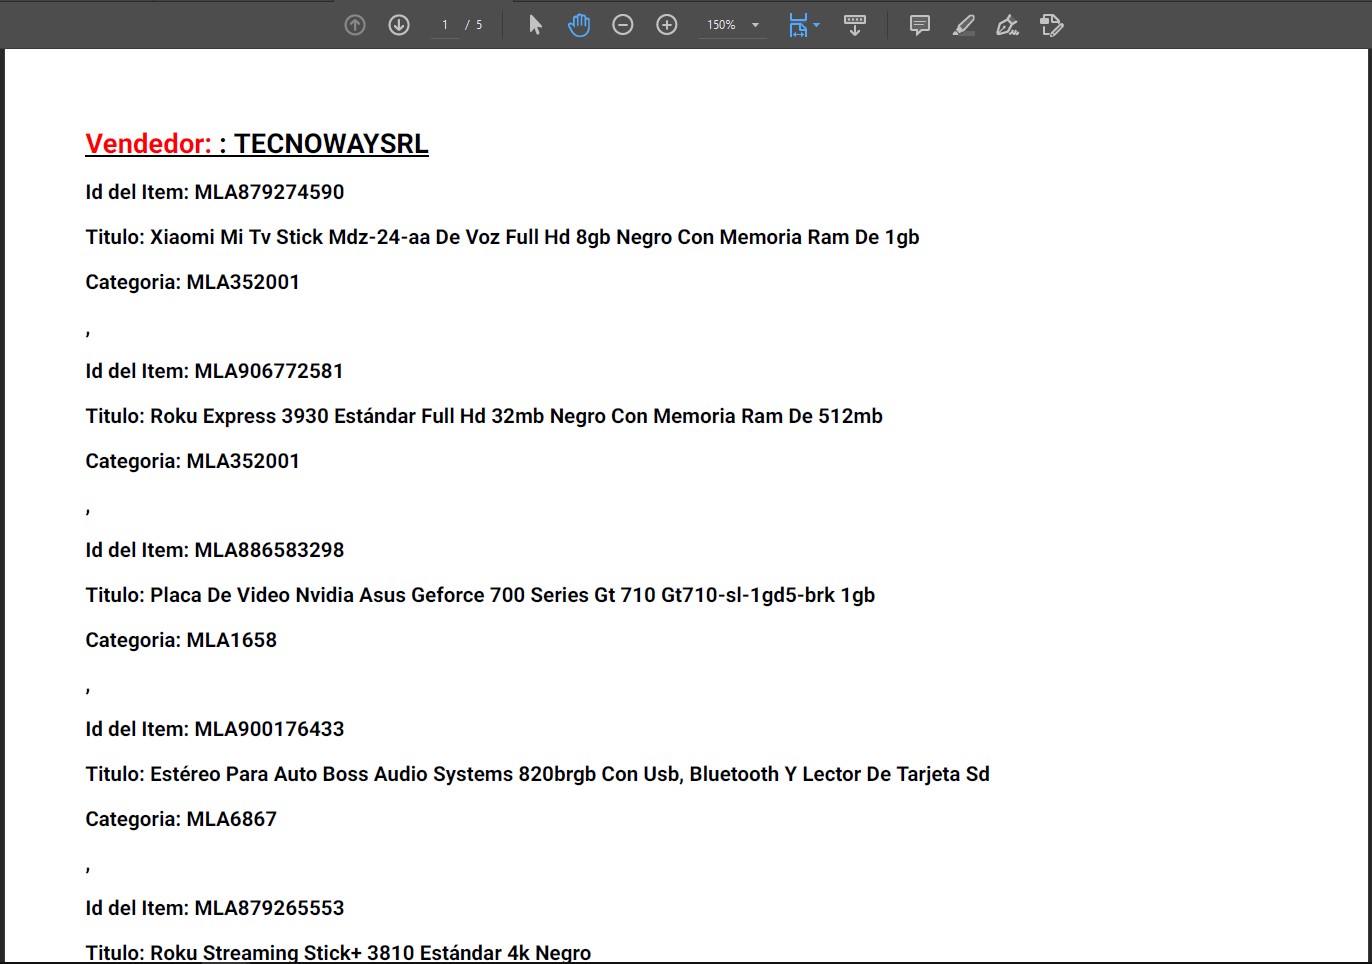 1 / 5 150%
Vendedor: : TECNOWAYSRL
Id del Item: MLA879274590
Titulo: Xiaomi Mi Tv Stick Mdz-24-aa De Voz Full Hd 8gb Negro Con Memoria Ram De 1gb
Categoria: MLA352001
,
Id del Item: MLA906772581
Titulo: Roku Express 3930 Estándar Full Hd 32mb Negro Con Memoria Ram De 512mb
Categoria: MLA352001
,
Id del Item: MLA886583298
Titulo: Placa De Video Nvidia Asus Geforce 700 Series Gt 710 Gt710-sl-1gd5-brk 1gb
Categoria: MLA1658
,
Id del Item: MLA900176433
Titulo: Estéreo Para Auto Boss Audio Systems 820brgb Con Usb, Bluetooth Y Lector De Tarjeta Sd
Categoria: MLA6867
,
Id del Item: MLA879265553
Titulo: Roku Streaming Stick+ 3810 Estándar 4k Negro